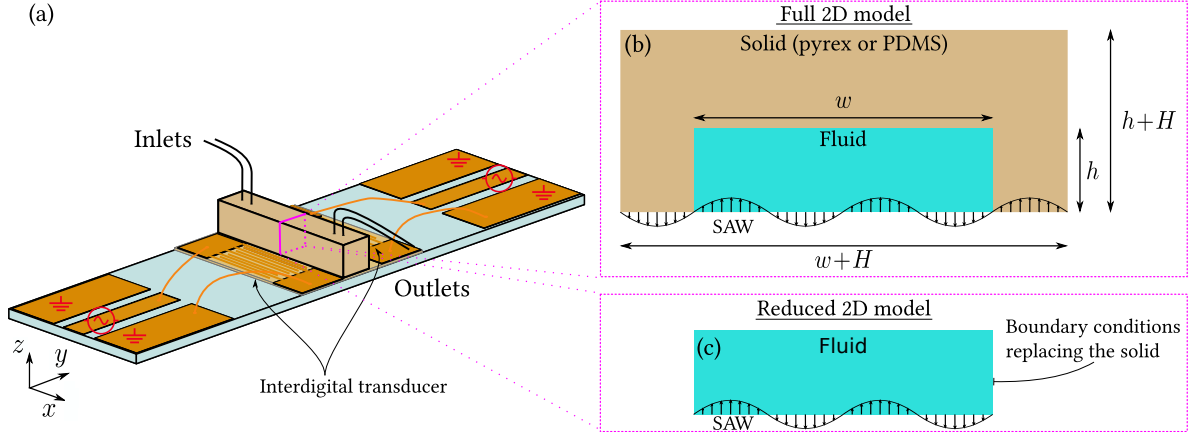 (a)
Inlets
Outlets
Interdigital transducer
z
y
x
Full 2D model
(b)
Solid (pyrex or PDMS)
w
Fluid
h
h+H
SAW
w+H
Reduced 2D model
(c)
Fluid
Boundary conditions
replacing the solid
SAW